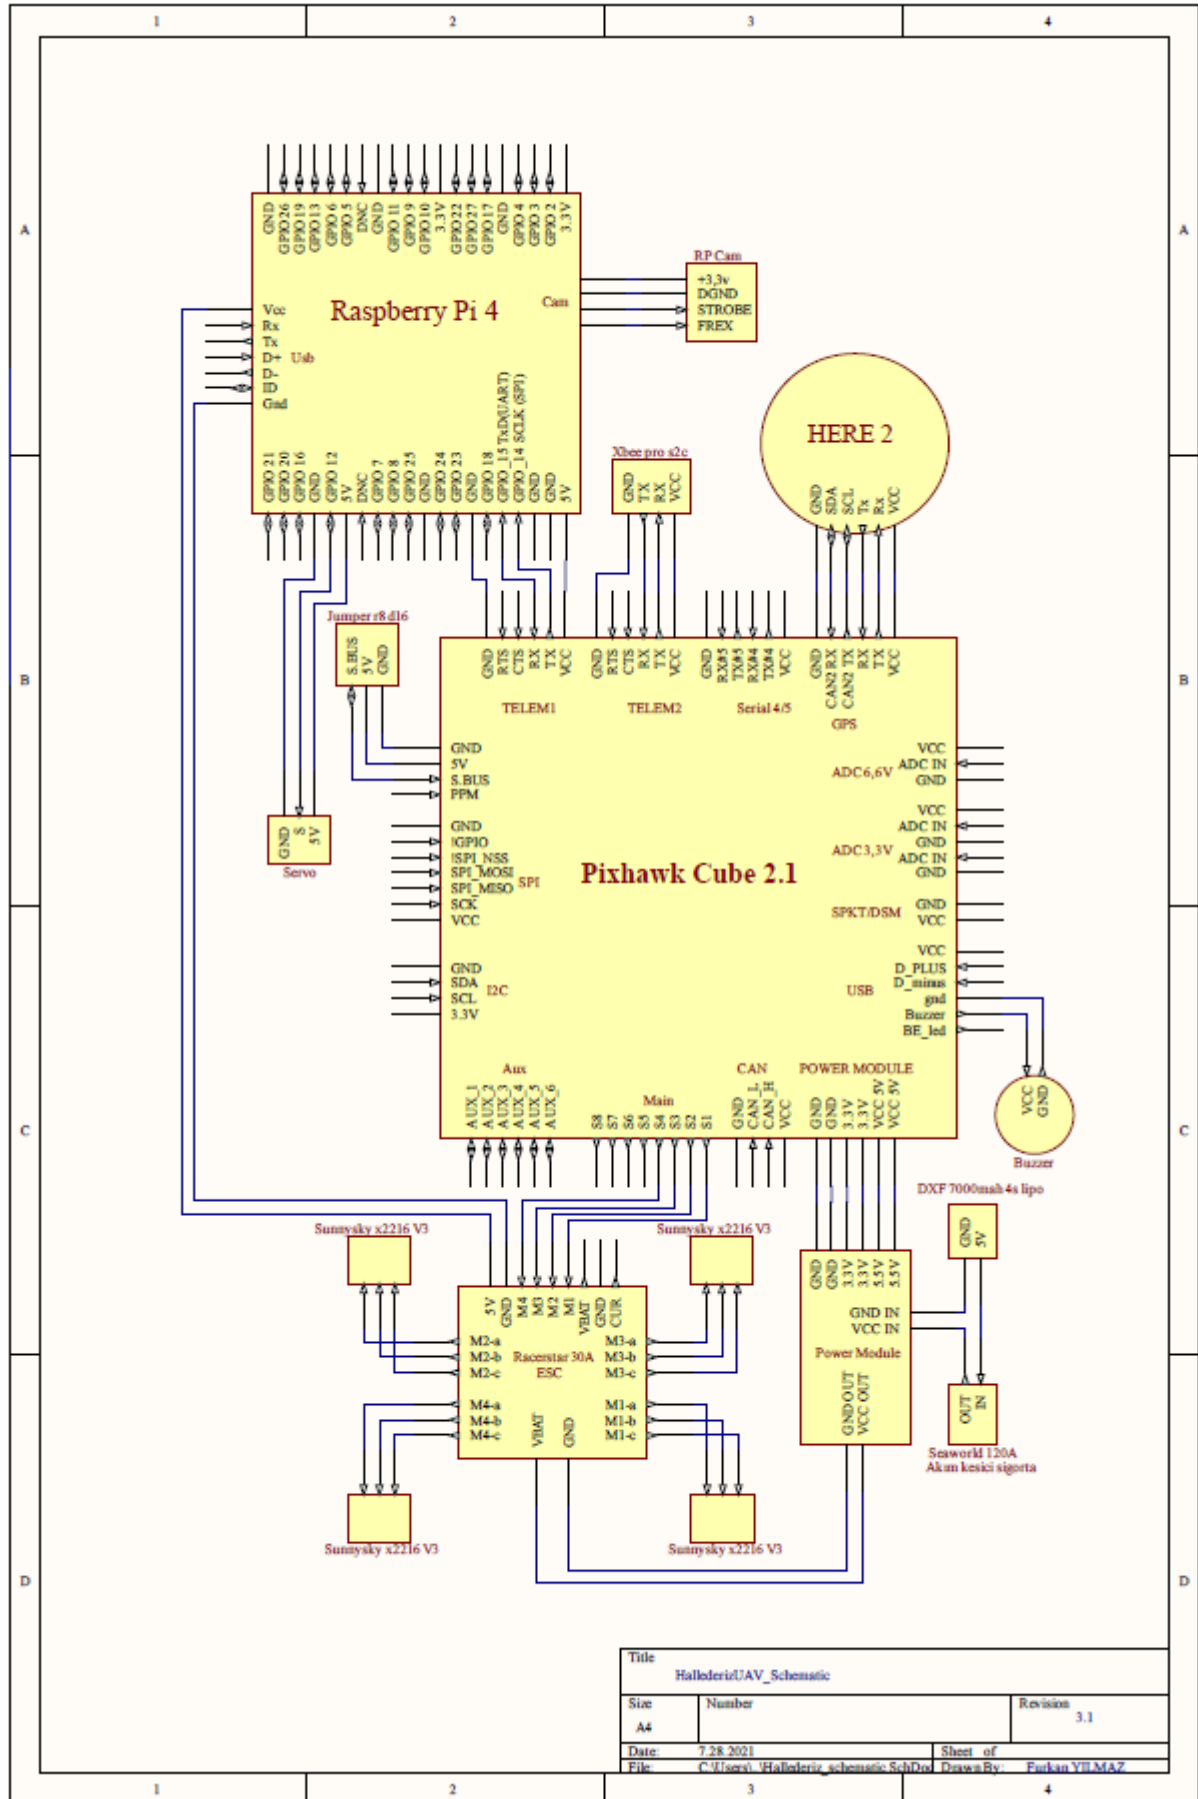 1 2 3 4
A
A
GND GPIO 26 GPIO 19 GPIO 13 GPIO 6 GPIO 5 DNC GND GPIO 11 GPIO 9 GPIO 10 3.3V GPIO 22 GPIO 27 GPIO 17 GND GPIO 4 GPIO 3 GPIO 2 3.3V
Raspberry Pi 4
Cam
Vcc
Rx
Tx
D+
D-
ID
Gnd
Usb
GPIO 21 GPIO 20 GPIO 16 GND GPIO 12 5V DNC GPIO 7 GPIO 8 GPIO 25 GND GPIO 24 GPIO 23 GND GPIO 18 GPIO_15 TxD(UART) GPIO_14 SCLK (SPI) GND GND 5V
RP Cam
+3,3v
DGND
STROBE
FREX
HERE 2
GND SDA SCL Tx Rx VCC
Xbee pro s2c
GND TX RX VCC
Jumper r8 d16
S.BUS 5V GND
B
B
GND RTS CTS RX TX VCC
TELEM1
GND RTS CTS RX TX VCC
TELEM2
GND RX#5 TX#5 RX#4 TX#4 VCC
Serial 4/5
GND CAN2 RX CAN2 TX RX TX VCC
GPS
GND
5V
S.BUS
PPM
GND
!GPIO
!SPI_NSS
SPI_MOSI
SPI_MISO
SCK
VCC
SPI
GND
SDA
SCL
3.3V
I2C
Pixhawk Cube 2.1
VCC
ADC IN
GND
ADC6,6V
VCC
ADC IN
GND
ADC IN
GND
ADC3,3V
GND
VCC
SPKT/DSM
VCC
D_PLUS
D_minus
gnd
Buzzer
BE_led
USB
GND S 5V
Servo
Aux
AUX_1 AUX_2 AUX_3 AUX_4 AUX_5 AUX_6
Main
S8 S7 S6 S5 S4 S3 S2 S1
CAN
GND CAN_L CAN_H VCC
POWER MODULE
GND GND 3.3V 3.3V VCC 5V VCC 5V
VCC GND
Buzzer
C
C
DXF 7000mah 4s lipo
GND 5V
Sunnysky x2216 V3
Sunnysky x2216 V3
5V GND M4 M3 M2 M1 VBAT GND CUR
M2-a
M2-b
M2-c
M4-a
M4-b
M4-c
Racerstar 30A
ESC
M3-a
M3-b
M3-c
M1-a
M1-b
M1-c
VBAT GND
GND GND 3.3V 3.3V 5.5V 5.5V
GND IN
VCC IN
Power Module
GND OUT VCC OUT
OUT IN
Seaworld 120A
Akım kesici sigorta
Sunnysky x2216 V3
Sunnysky x2216 V3
D
D
Title
HallederizUAV_Schematic
Size
A4
Number
Revision
3.1
Date: 7.28.2021 Sheet of
File: C:\Users\..\Hallederiz_schematic.SchDoc Drawn By: Furkan YILMAZ
1 2 3 4